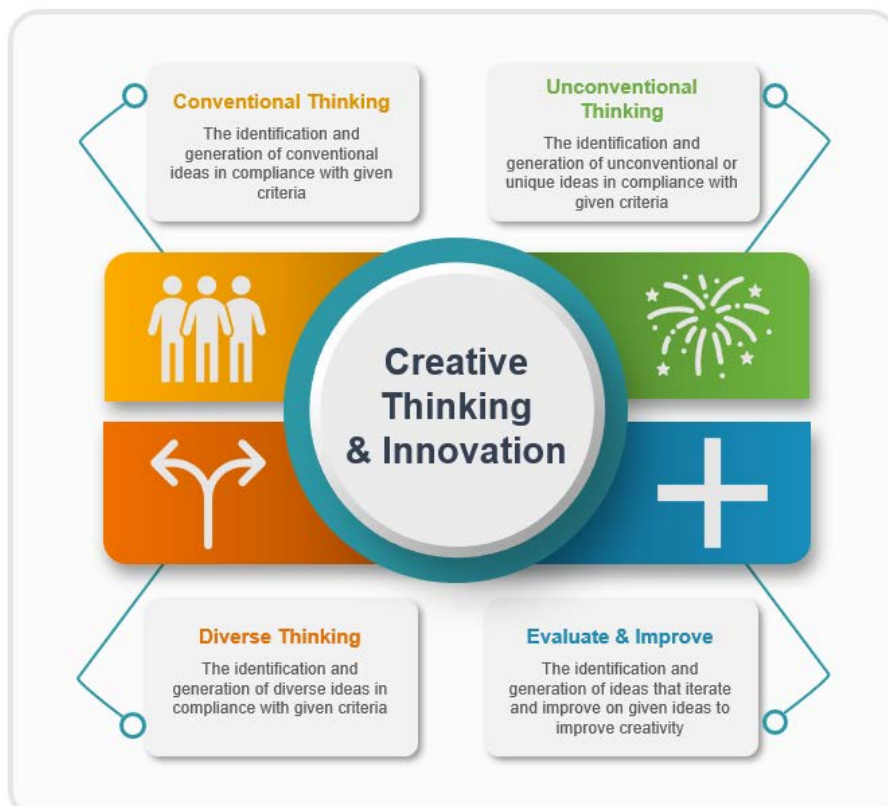 Conventional Thinking
The identification and
generation of conventional
ideas in compliance with given
criteria
Unconventional
Thinking
The identification and
generation of unconventional or
unique ideas in compliance with
given criteria
Creative
Thinking
& Innovation
Diverse Thinking
The identification and
generation of diverse ideas in
compliance with given criteria
Evaluate & Improve
The identification and
generation of ideas that iterate
and improve on given ideas to
improve creativity